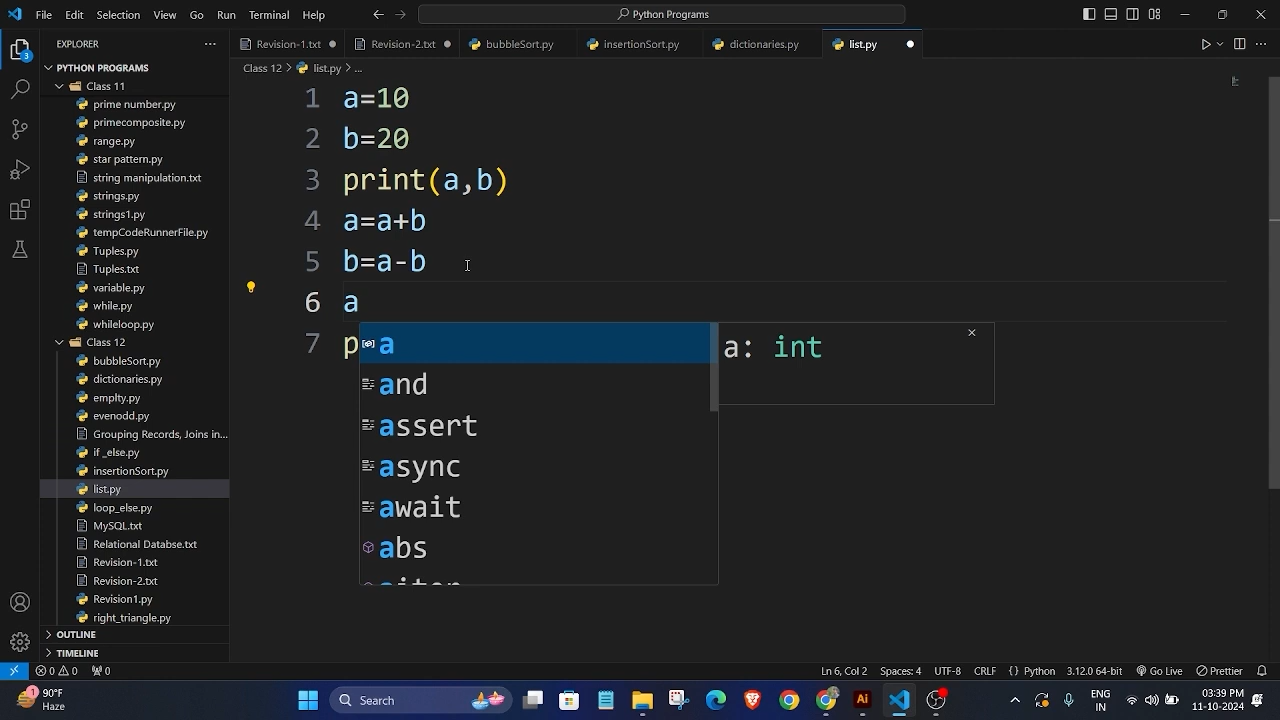 File Edit Selection View Go Run Terminal Help
Python Programs
EXPLORER
PYTHON PROGRAMS
Class 11
prime number.py
primecomposite.py
range.py
star pattern.py
string manipulation.txt
strings.py
strings1.py
tempCodeRunnerFile.py
Tuples.py
Tuples.txt
variable.py
while.py
whileloop.py
Class 12
bubbleSort.py
dictionaries.py
emplty.py
evenodd.py
Grouping Records, Joins in...
if _else.py
insertionSort.py
list.py
loop_else.py
MySQL.txt
Relational Databse.txt
Revision-1.txt
Revision-2.txt
Revision1.py
right_triangle.py
OUTLINE
TIMELINE
3
Revision-1.txt Revision-2.txt bubbleSort.py insertionSort.py dictionaries.py list.py
Class 12 > list.py > ...
1 a=10
2 b=20
3 print(a,b)
4 a=a+b
5 b=a-b
6 a
7 p
a
and
assert
async
await
abs
a: int
0 0 0 Ln 6, Col 2 Spaces: 4 UTF-8 CRLF { } Python 3.12.0 64-bit Go Live Prettier
1
90°F
Haze
Search
Ai
ENG
IN
03:39 PM
11-10-2024